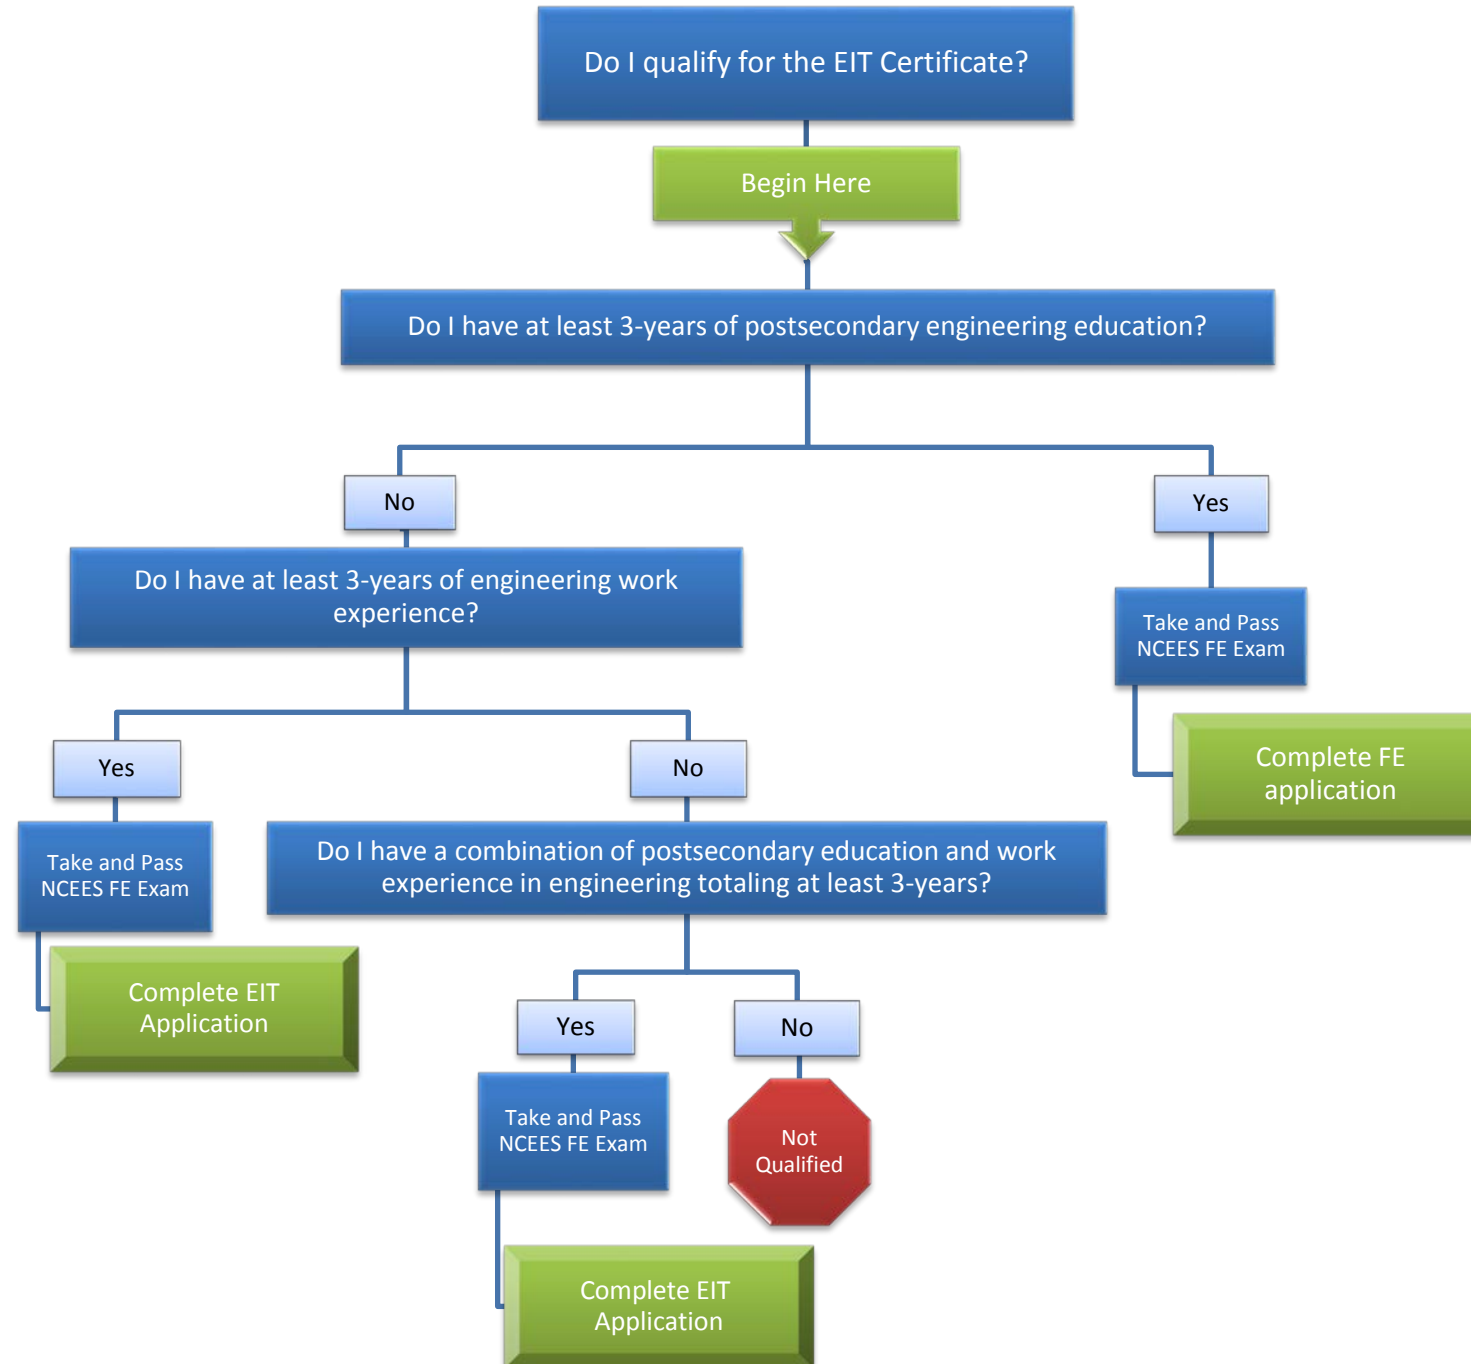 Do I qualify for the EIT Certificate?
Begin Here
Do I have at least 3-years of postsecondary engineering education?
No
Yes
Do I have at least 3-years of engineering work
experience?
Take and Pass
NCEES FE Exam
Complete FE
application
Yes
No
Take and Pass
NCEES FE Exam
Do I have a combination of postsecondary education and work
experience in engineering totaling at least 3-years?
Complete EIT
Application
Yes
No
Take and Pass
NCEES FE Exam
Not
Qualified
Complete EIT
Application